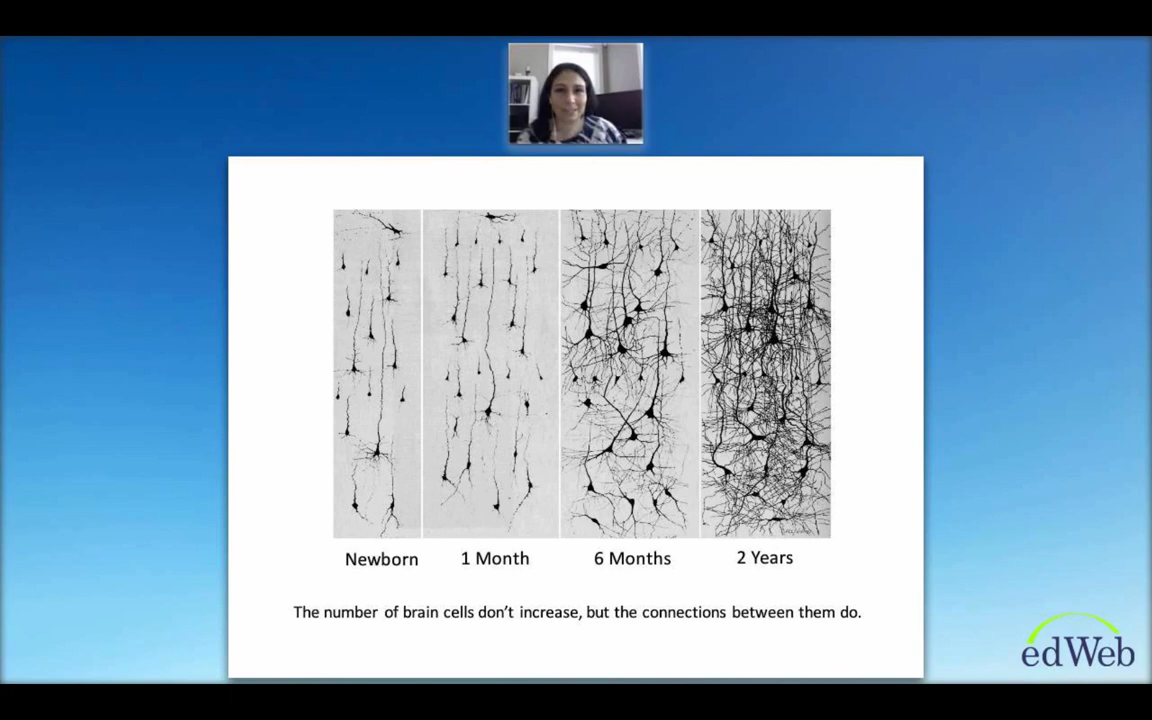 Newborn
1 Month
6 Months
2 Years
The number of brain cells don't increase, but the connections between them do.
edWeb